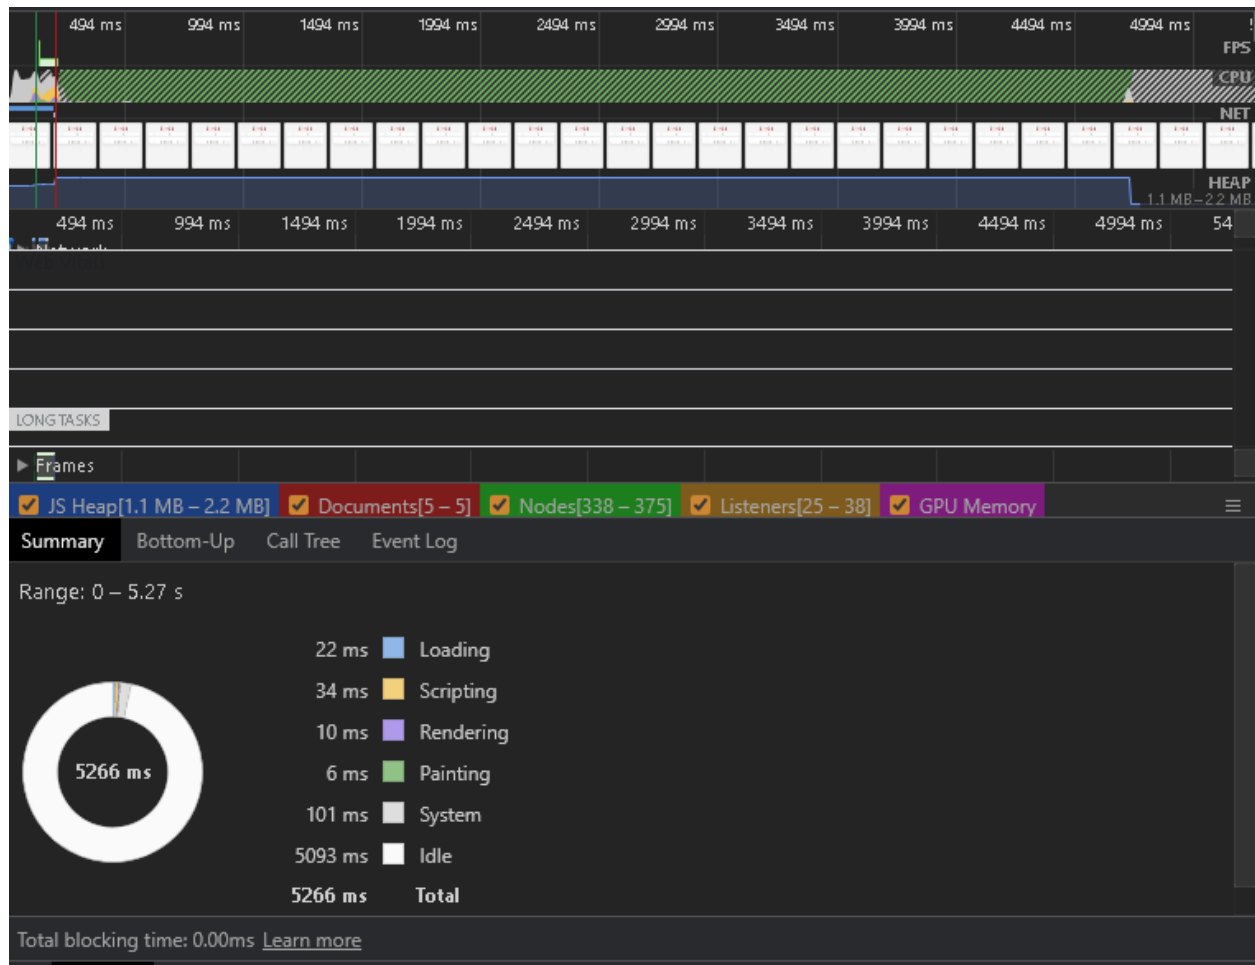 494 ms 994 ms 1494 ms 1994 ms 2494 ms 2994 ms 3494 ms 3994 ms 4494 ms 4994 ms
FPS
CPU
NET
HEAP
1.1 MB – 2.2 MB
494 ms 994 ms 1494 ms 1994 ms 2494 ms 2994 ms 3494 ms 3994 ms 4494 ms 4994 ms 54
Network
LONG TASKS
Frames
JS Heap[1.1 MB – 2.2 MB] Documents[5 – 5] Nodes[338 – 375] Listeners[25 – 38] GPU Memory
Summary Bottom-Up Call Tree Event Log
Range: 0 – 5.27 s
22 ms Loading
34 ms Scripting
10 ms Rendering
5266 ms
6 ms Painting
101 ms System
5093 ms Idle
5266 ms Total
Total blocking time: 0.00ms Learn more